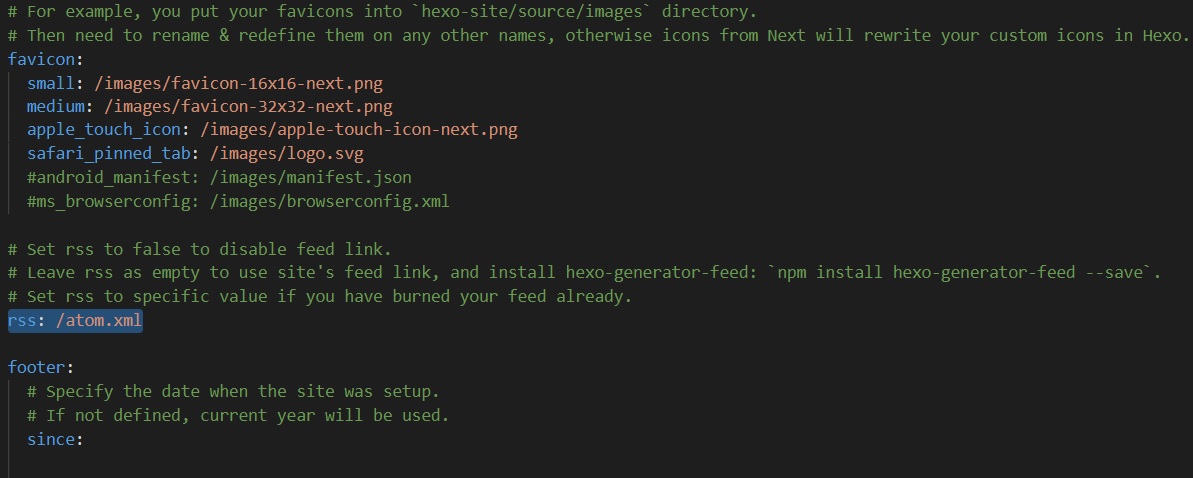 # For example, you put your favicons into `hexo-site/source/images` directory.
# Then need to rename & redefine them on any other names, otherwise icons from Next will rewrite your custom icons in Hexo.
favicon:
  small: /images/favicon-16x16-next.png
  medium: /images/favicon-32x32-next.png
  apple_touch_icon: /images/apple-touch-icon-next.png
  safari_pinned_tab: /images/logo.svg
  #android_manifest: /images/manifest.json
  #ms_browserconfig: /images/browserconfig.xml

# Set rss to false to disable feed link.
# Leave rss as empty to use site's feed link, and install hexo-generator-feed: `npm install hexo-generator-feed --save`.
# Set rss to specific value if you have burned your feed already.
rss: /atom.xml

footer:
  # Specify the date when the site was setup.
  # If not defined, current year will be used.
  since: